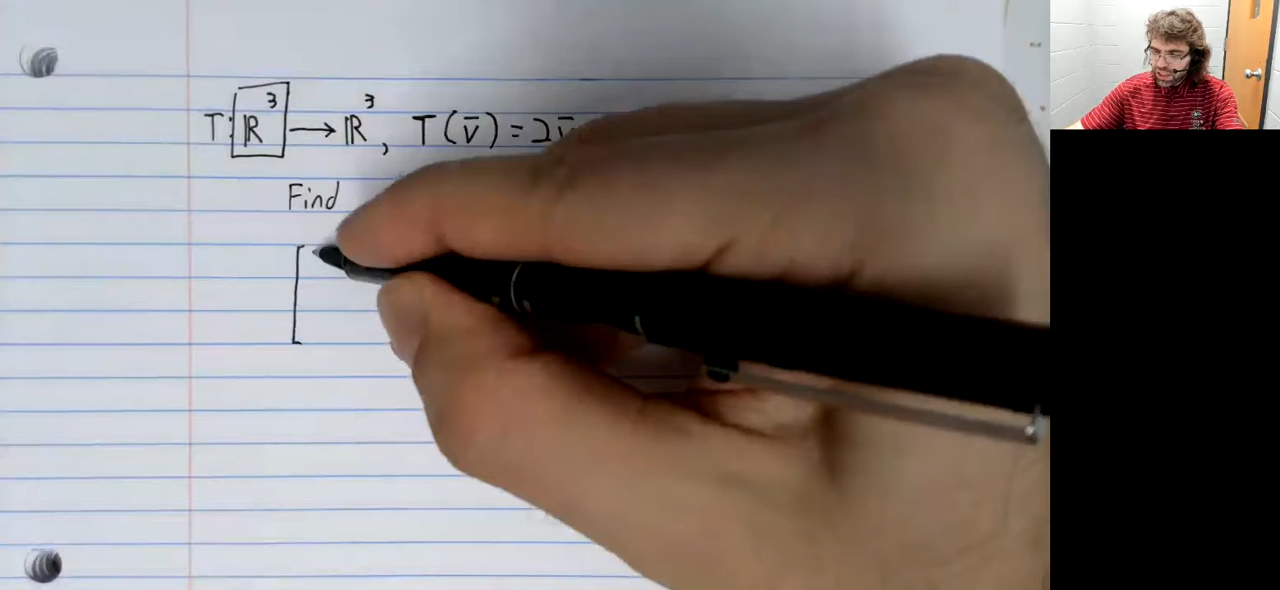 T: ℝ³ → ℝ³, T(v̄) = 2v̄
Find
[